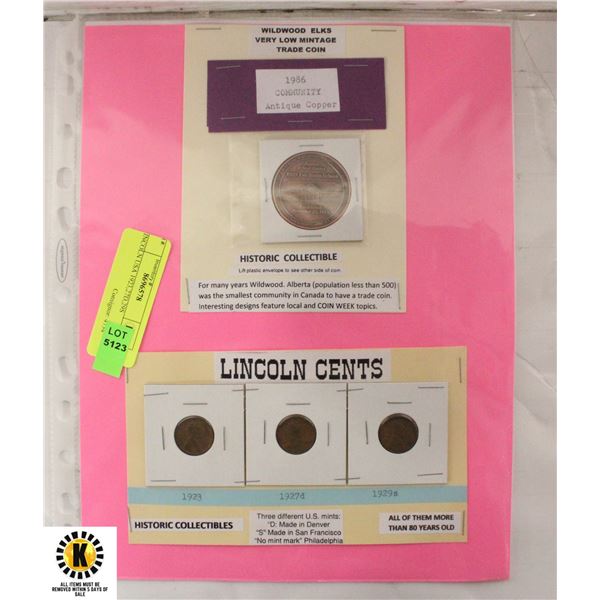 WILDWOOD ELKS
VERY LOW MINTAGE
TRADE COIN
1986
COMMUNITY
Antique Copper
HISTORIC COLLECTIBLE
Lift plastic envelope to see other side of coin
For many years Wildwood. Alberta (population less than 500)
was the smallest community in Canada to have a trade coin.
Interesting designs feature local and COIN WEEK topics.
8696578
LOT
5123
LINCOLN CENTS
1923
1927d
1929s
HISTORIC COLLECTIBLES
Three different U.S. mints:
"D: Made in Denver
"S" Made in San Francisco
"No mint mark" Philadelphia
ALL OF THEM MORE
THAN 80 YEARS OLD
K
ALL ITEMS MUST BE
REMOVED WITHIN 5 DAYS OF
SALE